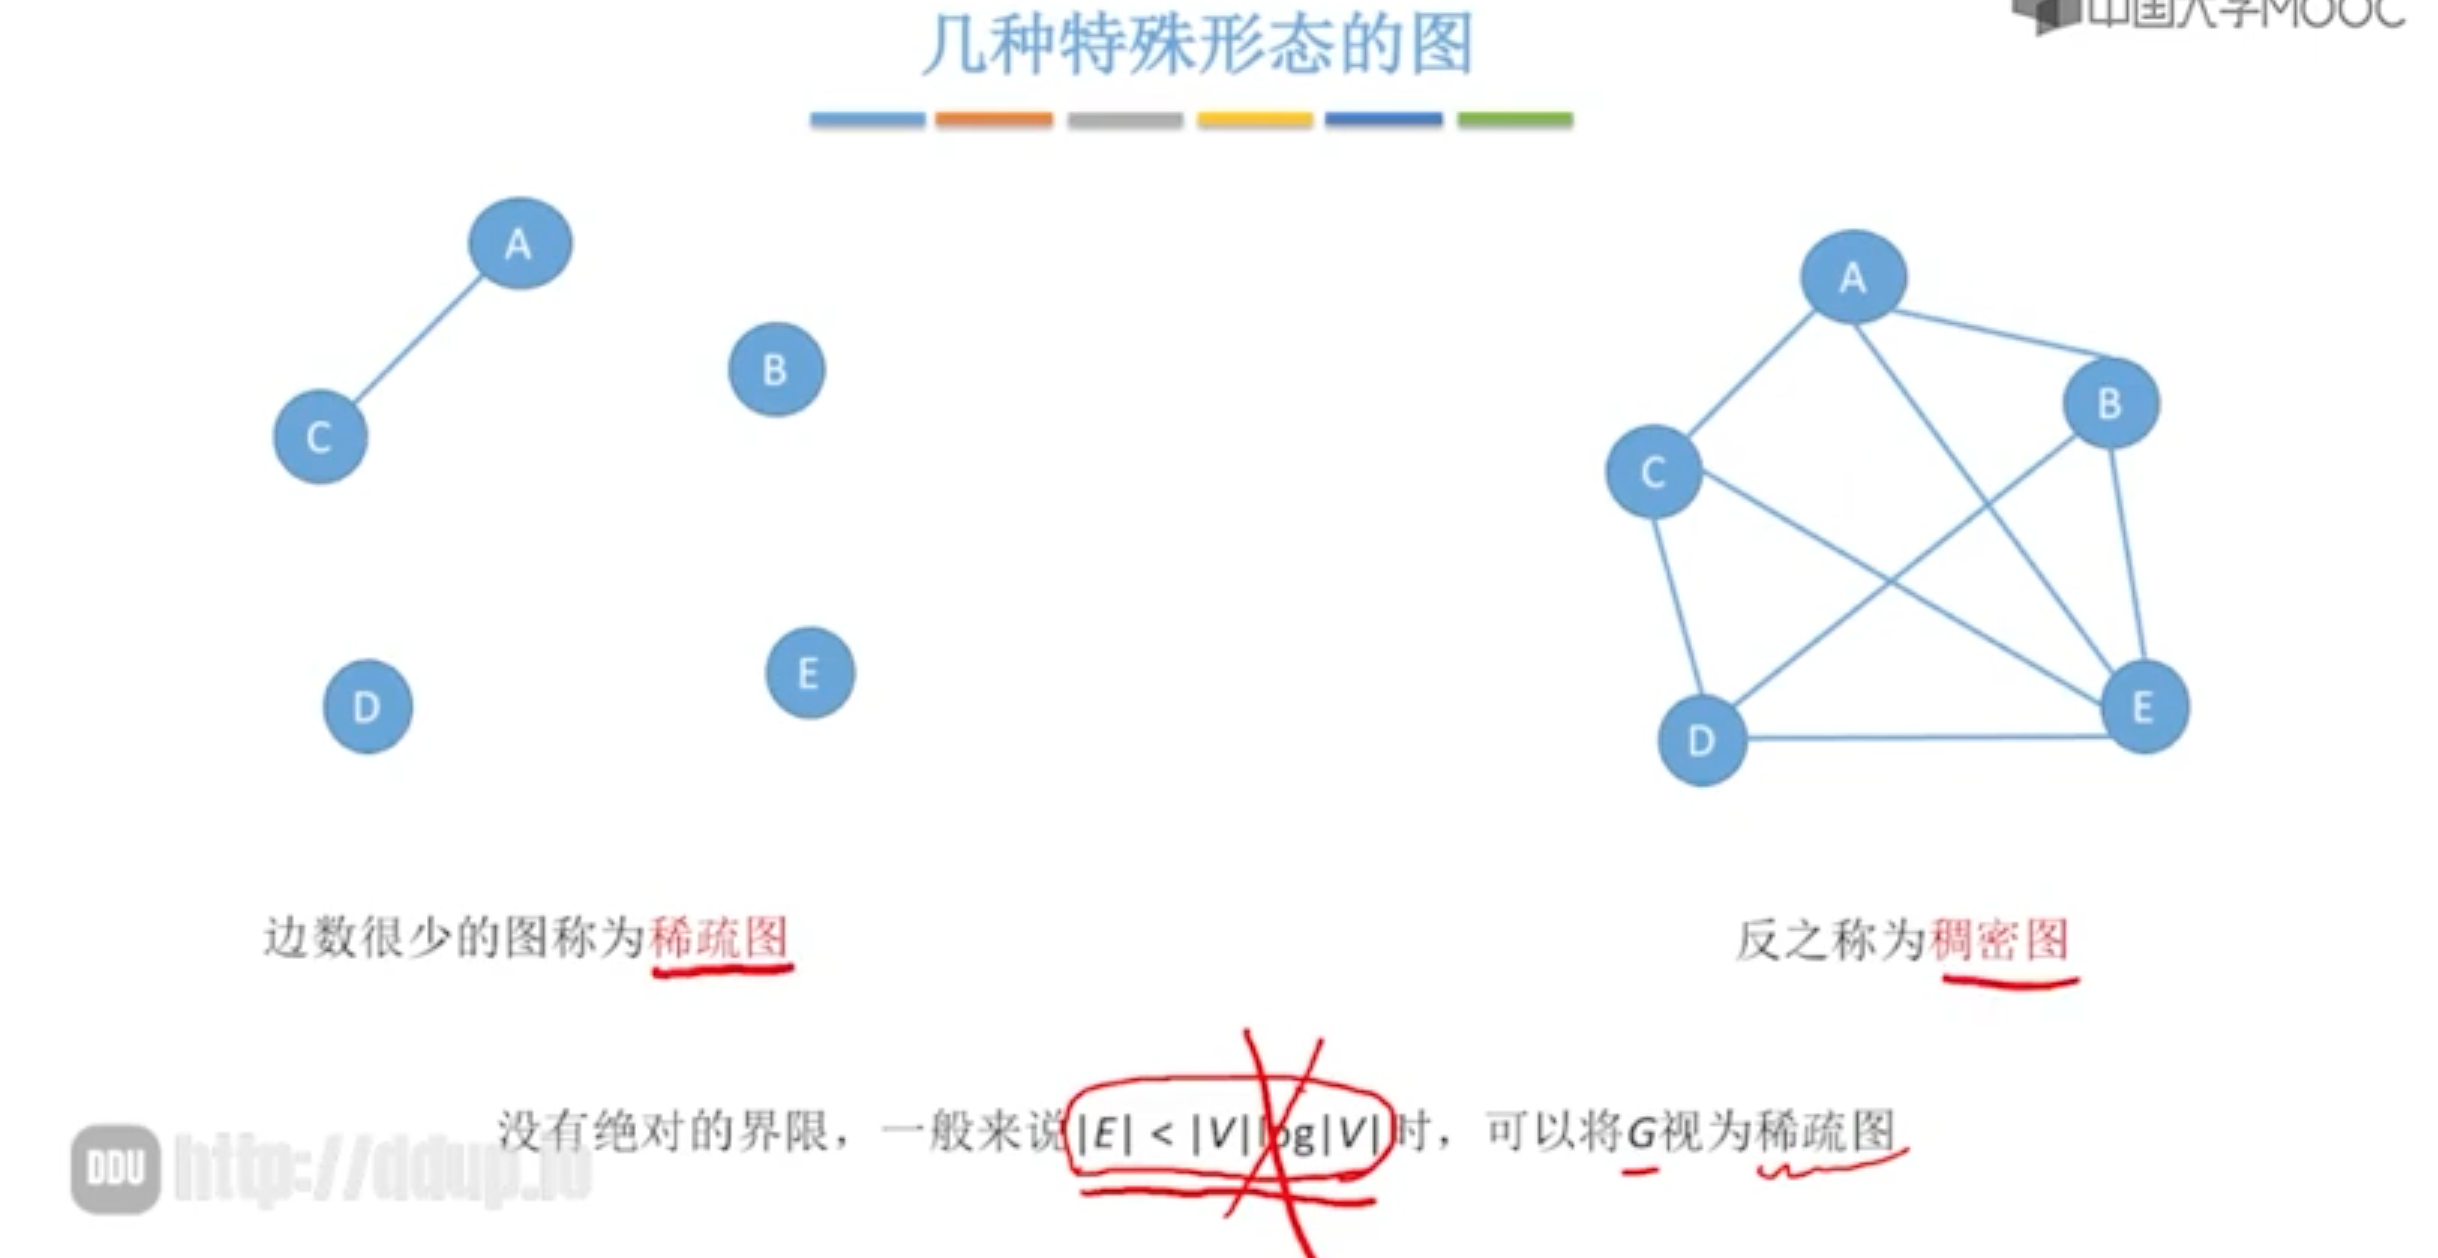 几种特殊形态的图
中国大学MOOC
A
B
C
D
E
A
B
C
D
E
边数很少的图称为稀疏图
反之称为稠密图
没有绝对的界限，一般来说|E| < |V|log|V|时，可以将G视为稀疏图
DDU http://ddup.io